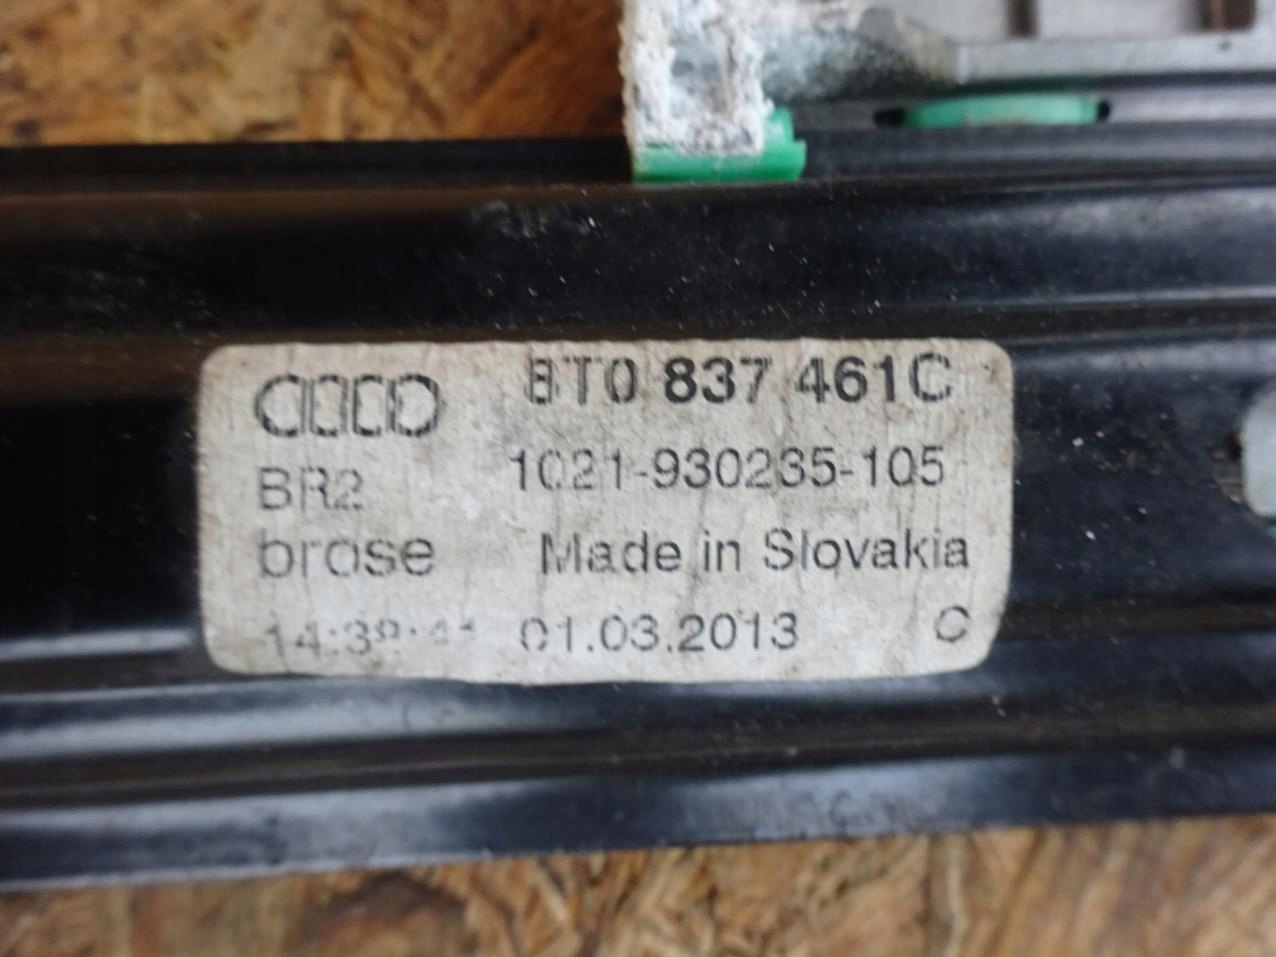 8T0 837 461C
BR2 1021-930235-105
brose Made in Slovakia
01.03.2013 C